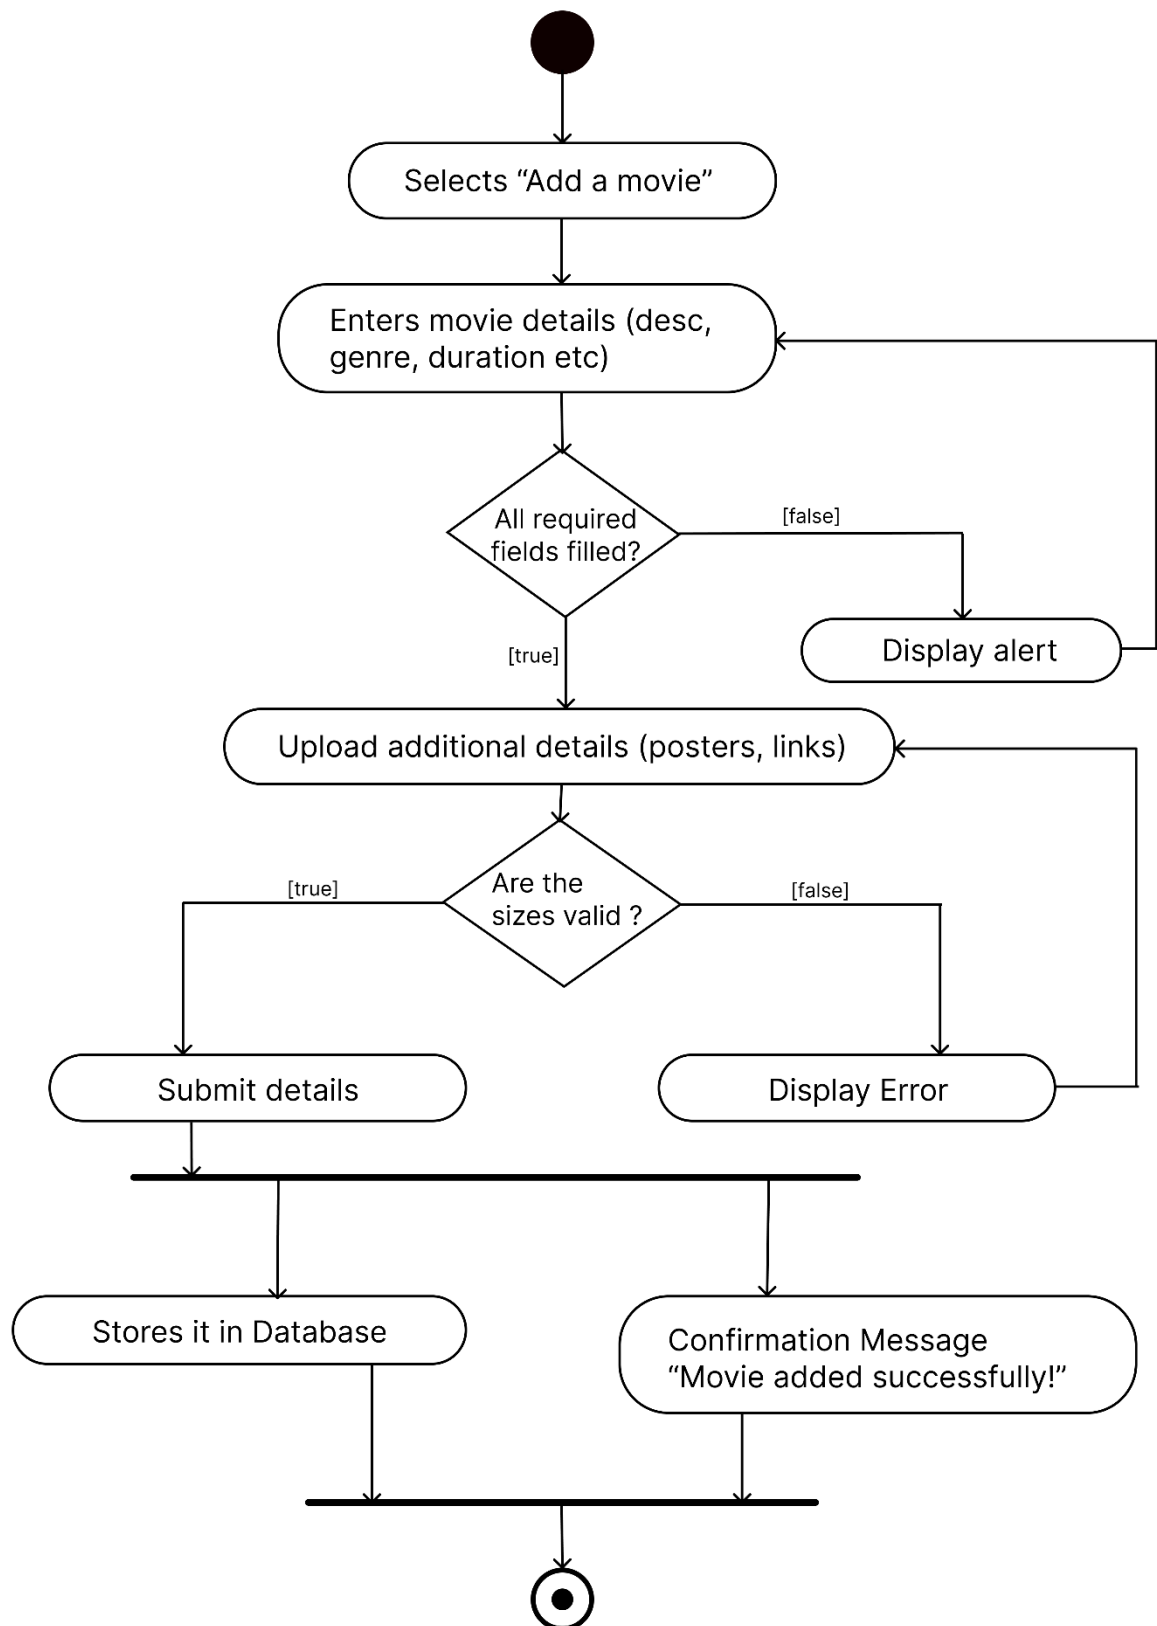 Selects “Add a movie”
Enters movie details (desc,
genre, duration etc)
All required
fields filled?
[false]
Display alert
[true]
Upload additional details (posters, links)
Are the
sizes valid ?
[true]
[false]
Submit details
Display Error
Stores it in Database
Confirmation Message
“Movie added successfully!”